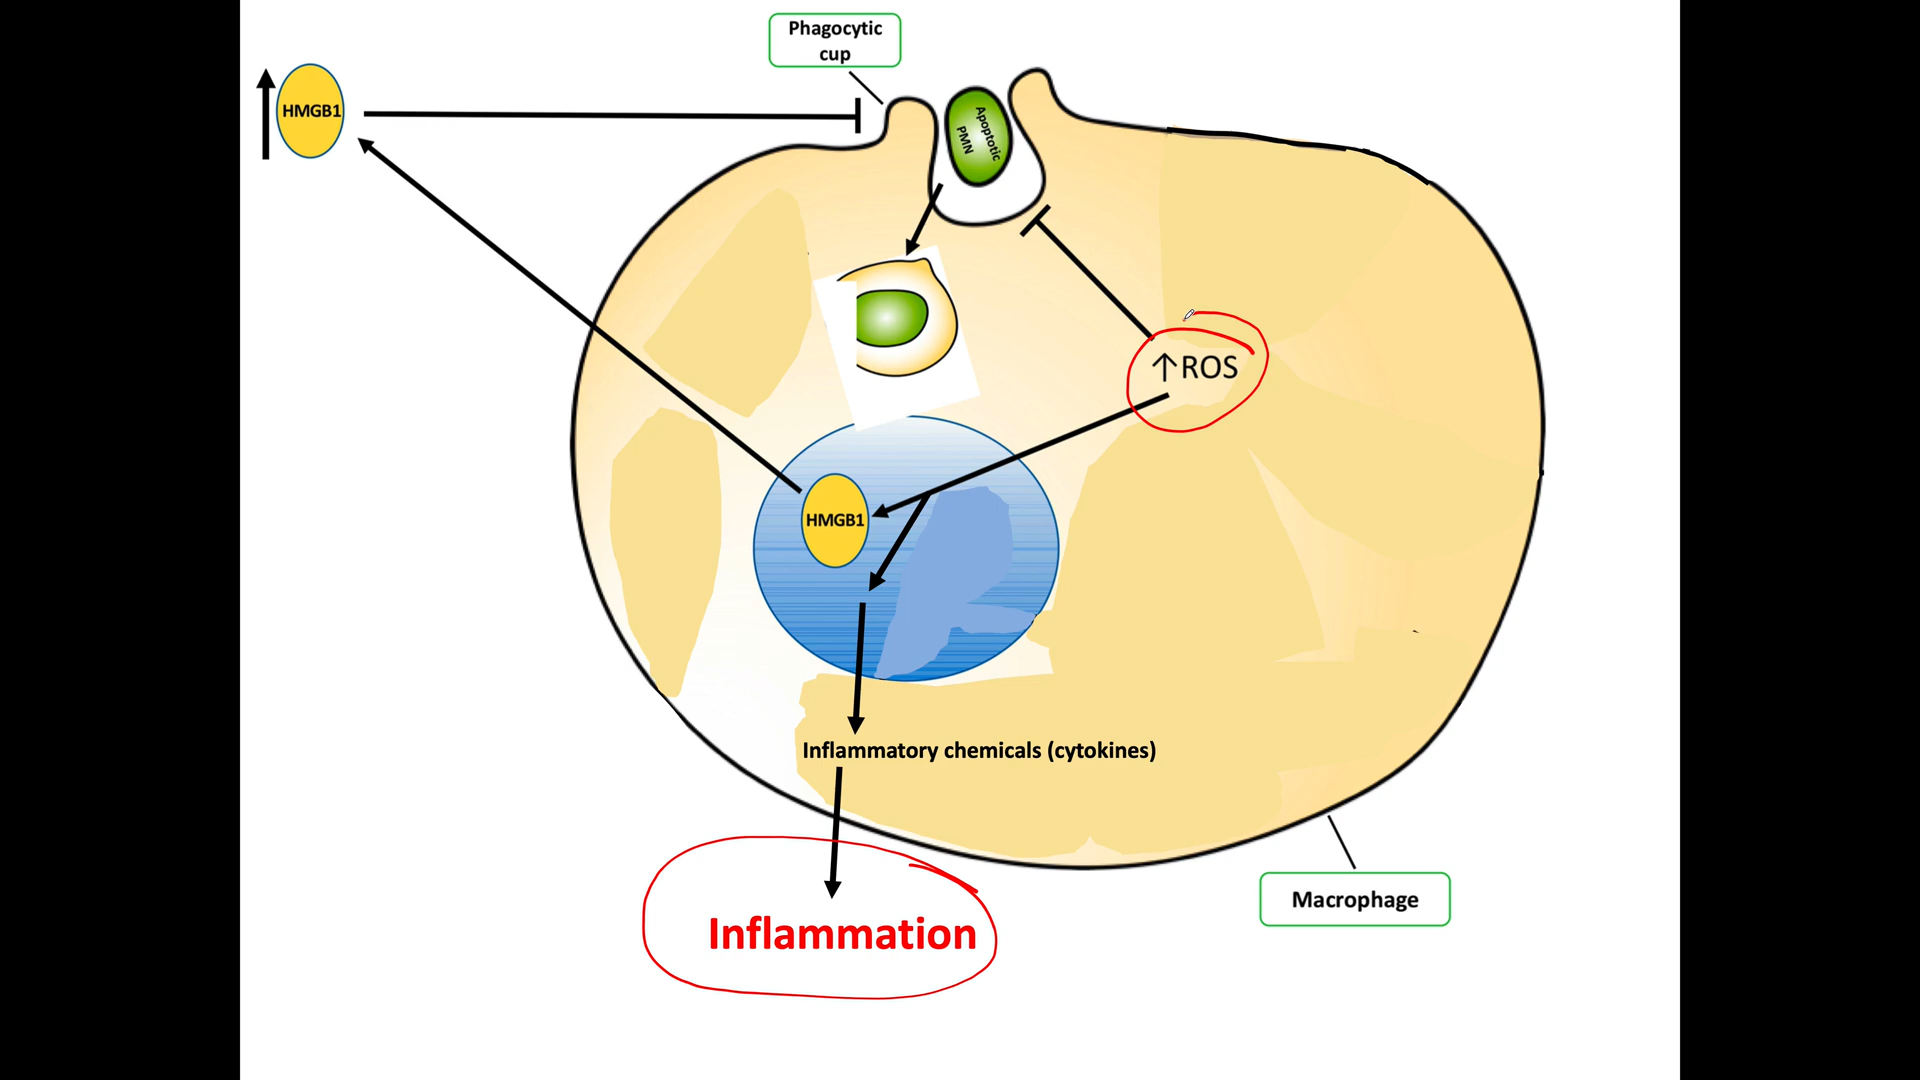 Phagocytic
cup
HMGB1
Apoptotic
PMN
↑ROS
HMGB1
Inflammatory chemicals (cytokines)
Macrophage
Inflammation